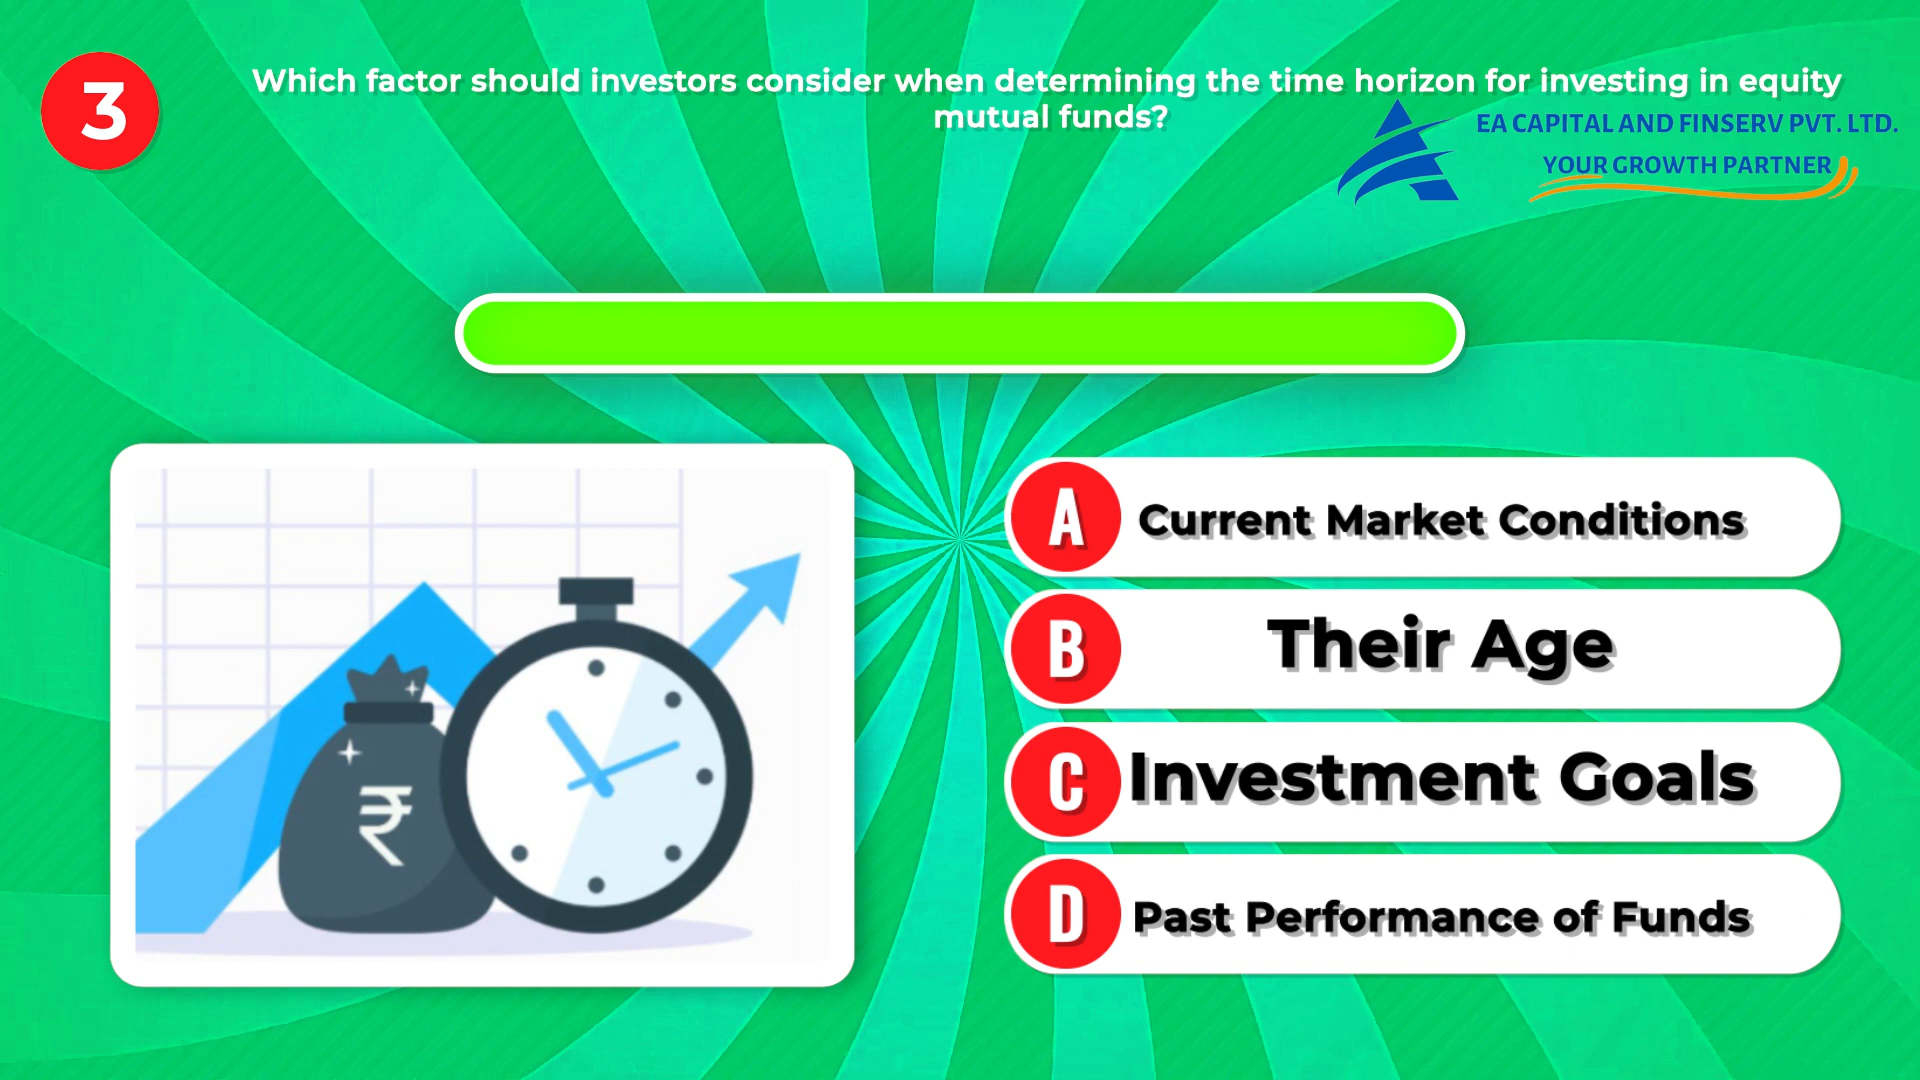 3
Which factor should investors consider when determining the time horizon for investing in equity
mutual funds?
EA CAPITAL AND FINSERV PVT. LTD.
YOUR GROWTH PARTNER
₹
A Current Market Conditions
B Their Age
C Investment Goals
D Past Performance of Funds